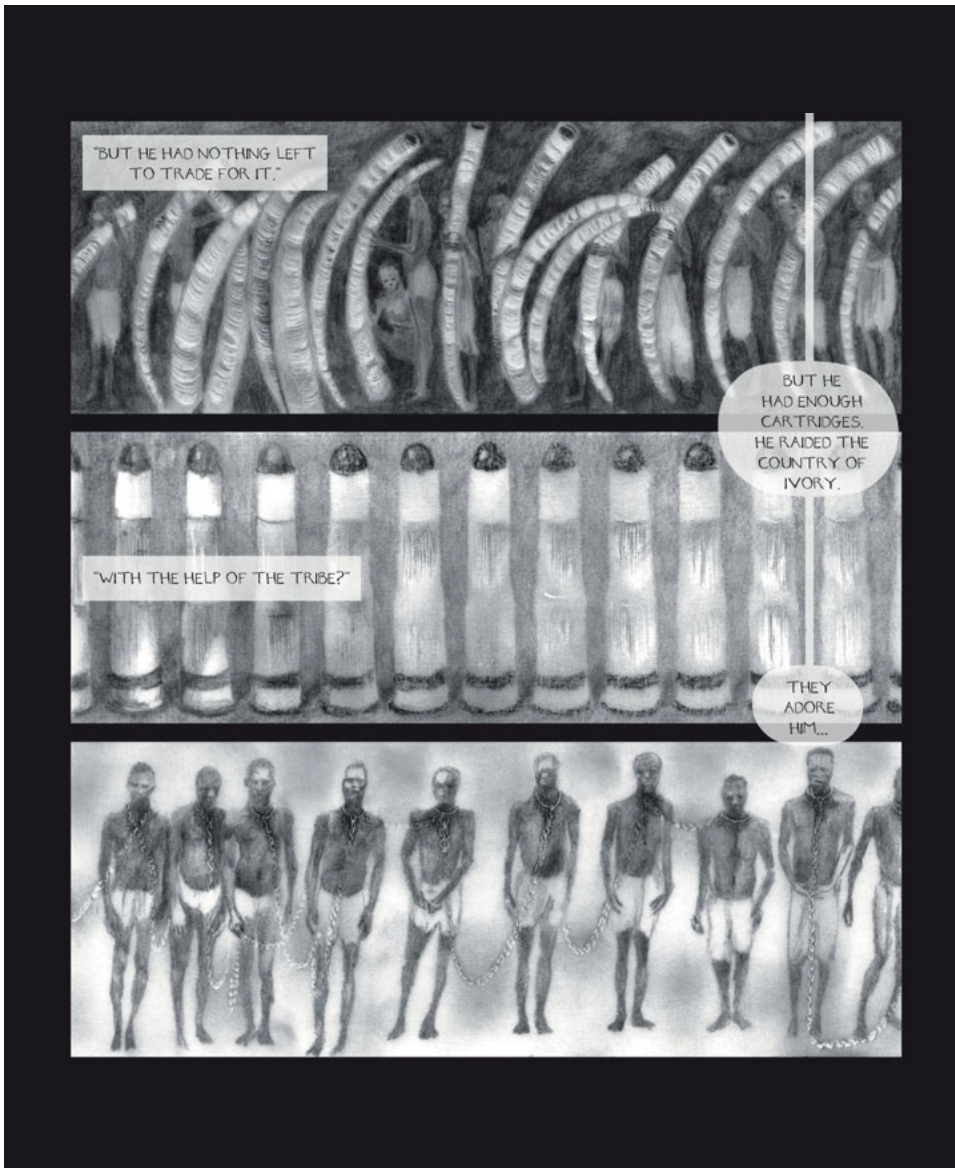 "BUT HE HAD NOTHING LEFT
TO TRADE FOR IT."
BUT HE
HAD ENOUGH
CARTRIDGES.
HE RAIDED THE
COUNTRY OF
IVORY.
"WITH THE HELP OF THE TRIBE?"
THEY
ADORE
HIM...